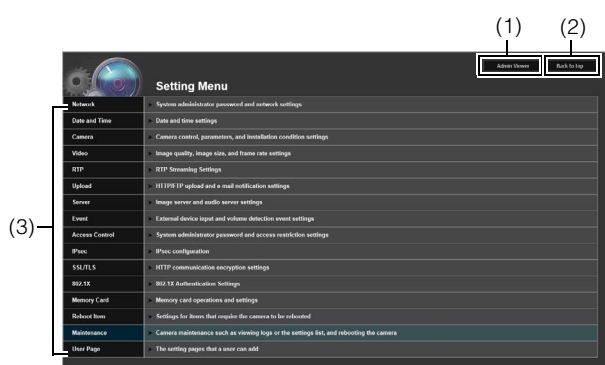 (1) (2)
Admin Viewer Back to top
Setting Menu
Network System administrator password and network settings
Date and Time Date and time settings
Camera Camera control, parameters, and installation condition settings
Video Image quality, image size, and frame rate settings
RTP RTP Streaming Settings
Upload HTTP/FTP upload and e-mail notification settings
Server Image server and audio server settings
(3)
Event External device input and volume detection event settings
Access Control System administrator password and access restriction settings
IPsec IPsec configuration
SSL/TLS HTTP communication encryption settings
802.1X 802.1X Authentication Settings
Memory Card Memory card operations and settings
Reboot Item Settings for items that require the camera to be rebooted
Maintenance Camera maintenance such as viewing logs or the settings list, and rebooting the camera
User Page The setting pages that a user can add